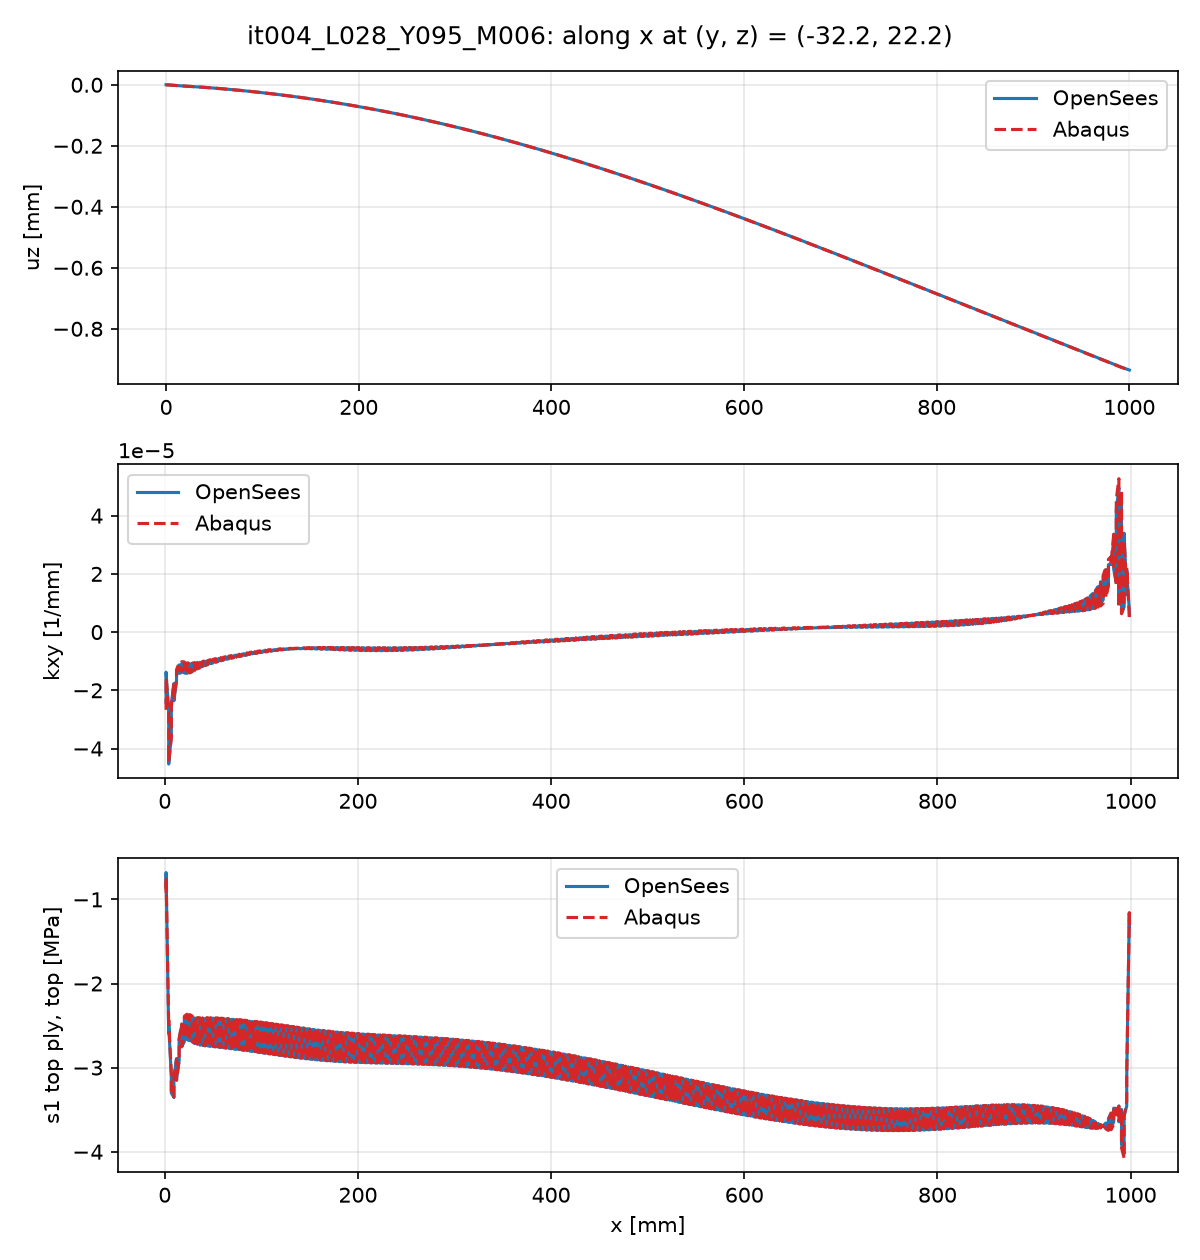 it004_L028_Y095_M006: along x at (y, z) = (-32.2, 22.2)
uz [mm]
0.0
−0.2
−0.4
−0.6
−0.8
OpenSees
Abaqus
0 200 400 600 800 1000
1e−5
kxy [1/mm]
4
2
0
−2
−4
OpenSees
Abaqus
0 200 400 600 800 1000
s1 top ply, top [MPa]
−1
−2
−3
−4
OpenSees
Abaqus
0 200 400 600 800 1000
x [mm]